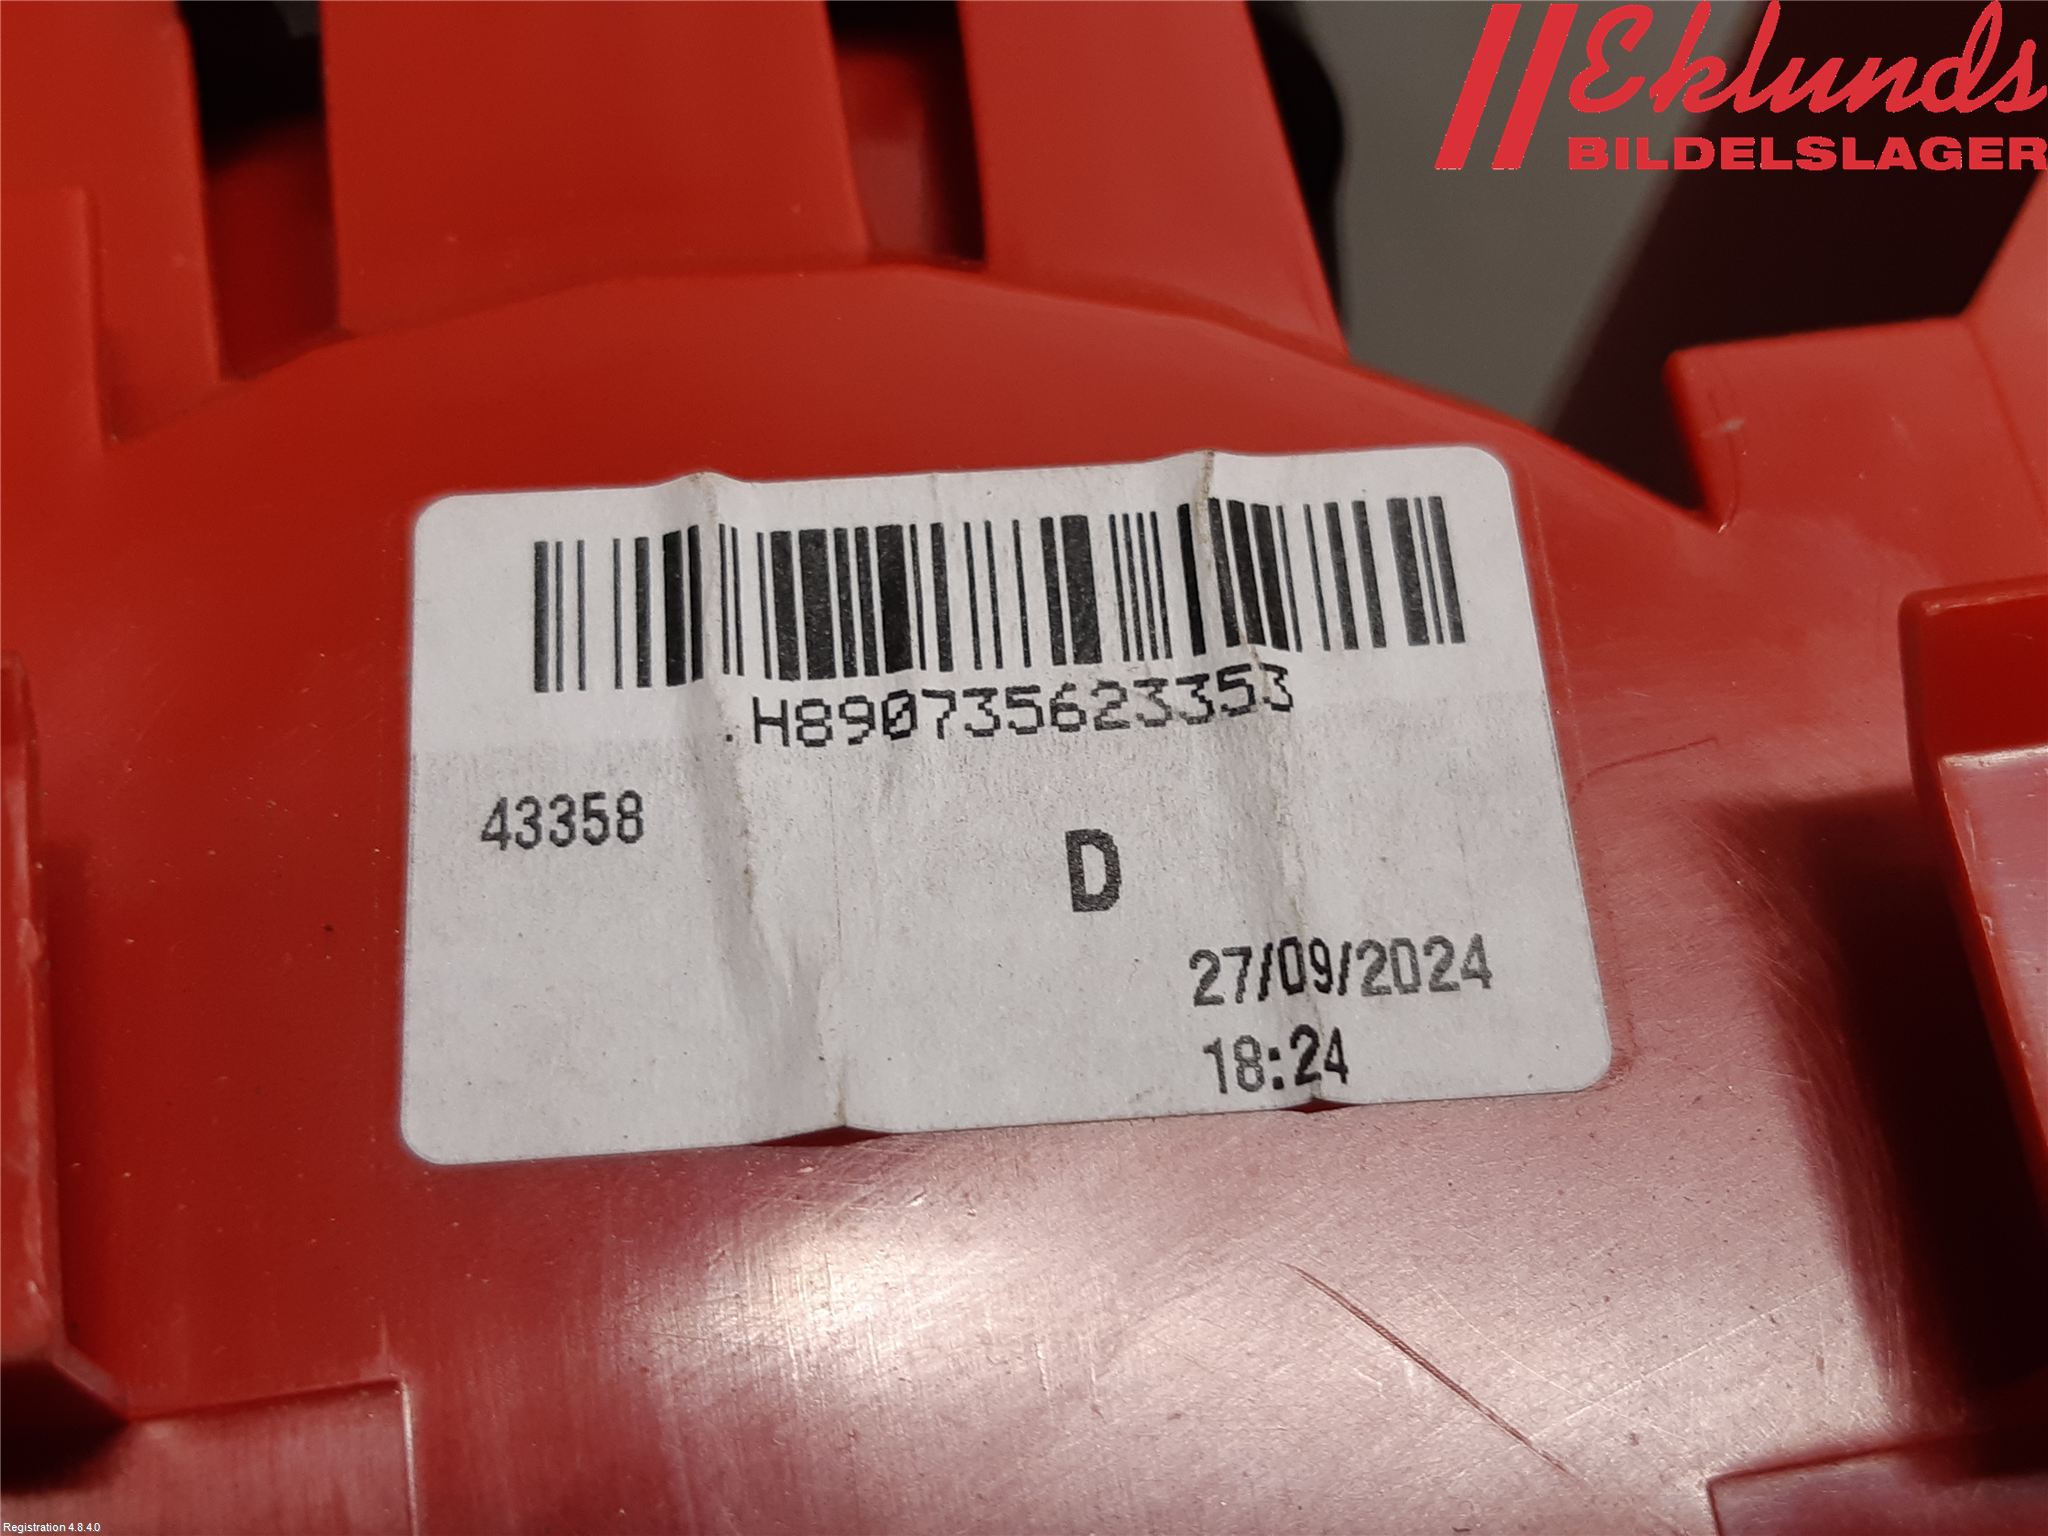 Eklunds
BILDELSLAGER
.H890735623353
43358
D
27/09/2024
18:24
Registration 4.8.4.0